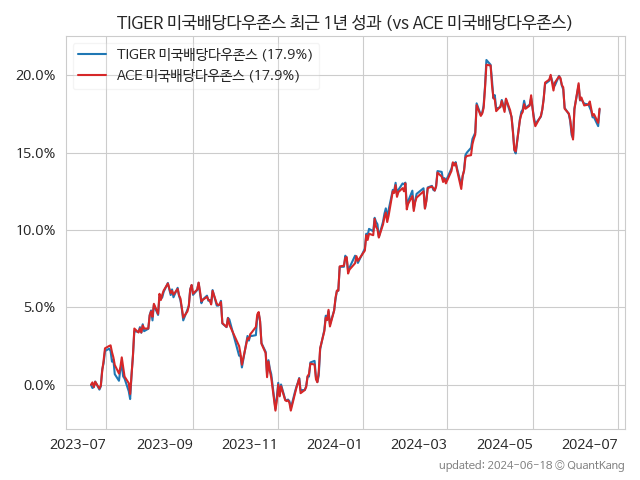 TIGER 미국배당다우존스 최근 1년 성과 (vs ACE 미국배당다우존스)
TIGER 미국배당다우존스 (17.9%)
ACE 미국배당다우존스 (17.9%)
20.0%
15.0%
10.0%
5.0%
0.0%
2023-07 2023-09 2023-11 2024-01 2024-03 2024-05 2024-07
updated: 2024-06-18 © QuantKang